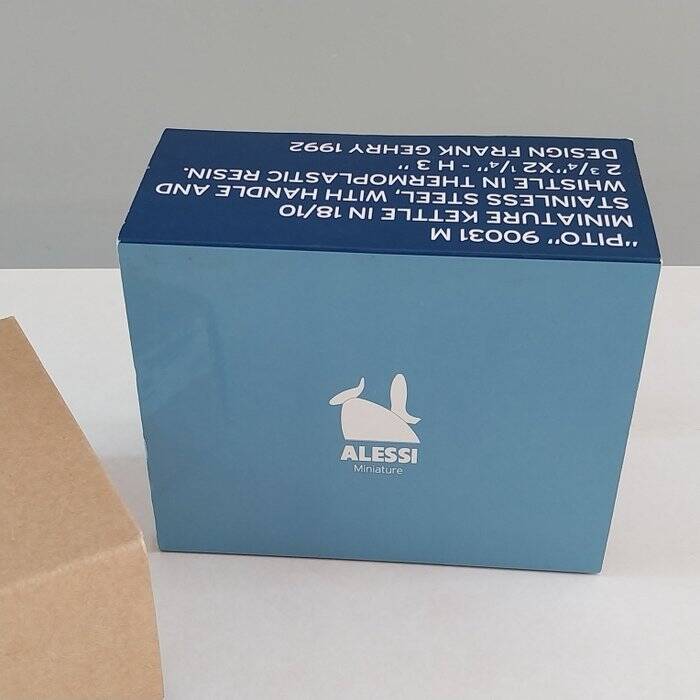 "PITO" 90031 M
MINIATURE KETTLE IN 18/10
STAINLESS STEEL, WITH HANDLE AND
WHISTLE IN THERMOPLASTIC RESIN.
2 3/4"X2 1/4" - H 3"
DESIGN FRANK GEHRY 1992
ALESSI
Miniature